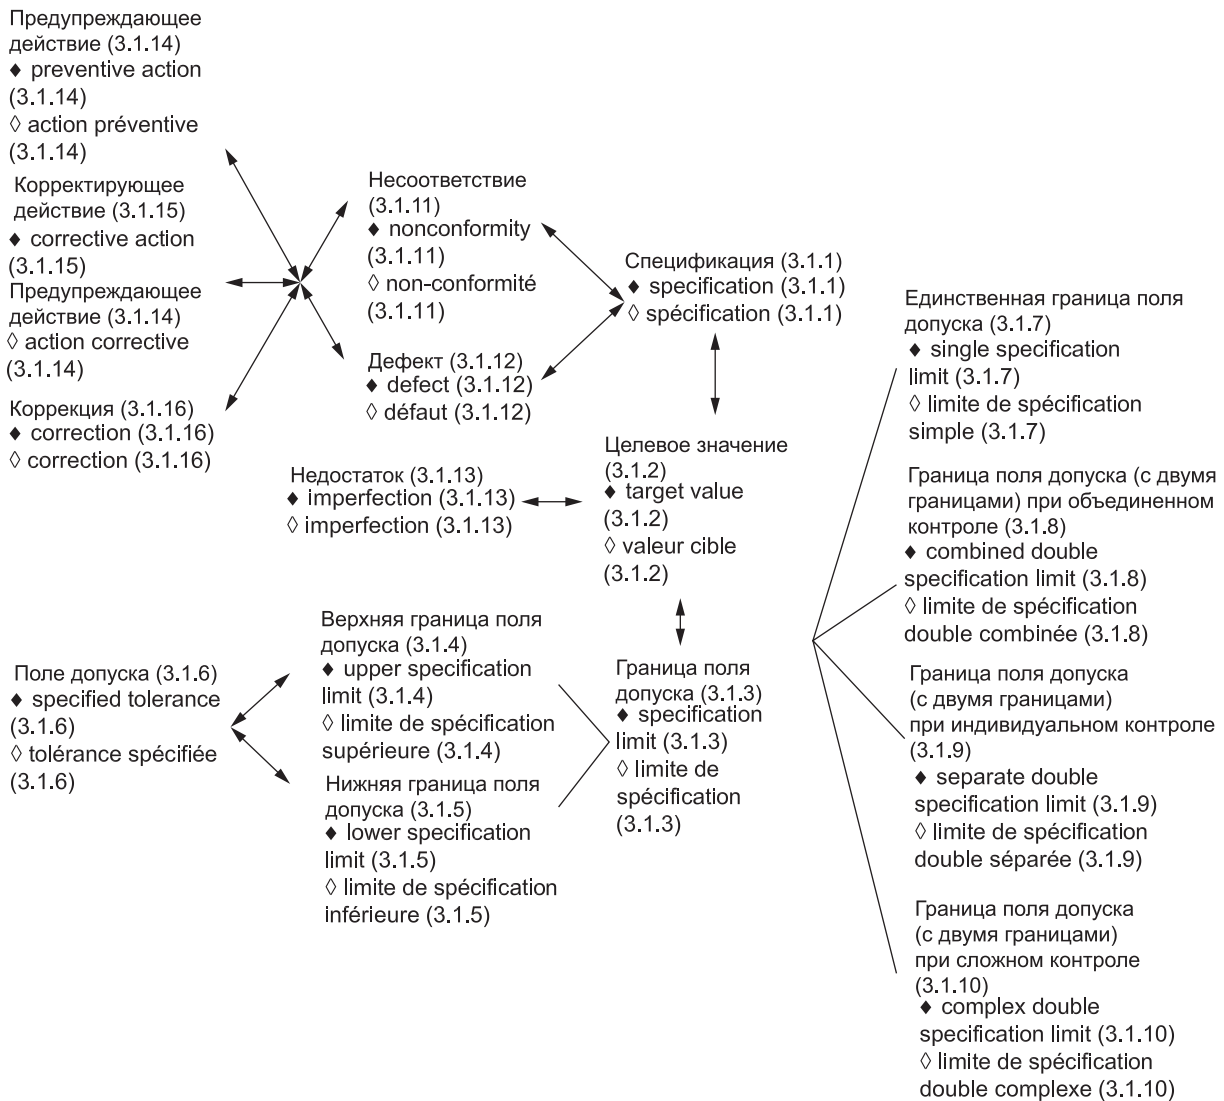 Предупреждающее
действие (3.1.14)
♦ preventive action
(3.1.14)
◊ action préventive
(3.1.14)
Корректирующее
действие (3.1.15)
♦ corrective action
(3.1.15)
Предупреждающее
действие (3.1.14)
◊ action corrective
(3.1.14)
Коррекция (3.1.16)
♦ correction (3.1.16)
◊ correction (3.1.16)
Несоответствие
(3.1.11)
♦ nonconformity
(3.1.11)
◊ non-conformité
(3.1.11)
Дефект (3.1.12)
♦ defect (3.1.12)
◊ défaut (3.1.12)
Спецификация (3.1.1)
♦ specification (3.1.1)
◊ spécification (3.1.1)
Недостаток (3.1.13)
♦ imperfection (3.1.13)
◊ imperfection (3.1.13)
Целевое значение
(3.1.2)
♦ target value
(3.1.2)
◊ valeur cible
(3.1.2)
Поле допуска (3.1.6)
♦ specified tolerance
(3.1.6)
◊ tolérance spécifiée
(3.1.6)
Верхняя граница поля
допуска (3.1.4)
♦ upper specification
limit (3.1.4)
◊ limite de spécification
supérieure (3.1.4)
Нижняя граница поля
допуска (3.1.5)
♦ lower specification
limit (3.1.5)
◊ limite de spécification
inférieure (3.1.5)
Граница поля
допуска (3.1.3)
♦ specification
limit (3.1.3)
◊ limite de
spécification
(3.1.3)
Единственная граница поля
допуска (3.1.7)
♦ single specification
limit (3.1.7)
◊ limite de spécification
simple (3.1.7)
Граница поля допуска (с двумя
границами) при объединенном
контроле (3.1.8)
♦ combined double
specification limit (3.1.8)
◊ limite de spécification
double combinée (3.1.8)
Граница поля допуска
(с двумя границами)
при индивидуальном контроле
(3.1.9)
♦ separate double
specification limit (3.1.9)
◊ limite de spécification
double séparée (3.1.9)
Граница поля допуска
(с двумя границами)
при сложном контроле
(3.1.10)
♦ complex double
specification limit (3.1.10)
◊ limite de spécification
double complexe (3.1.10)